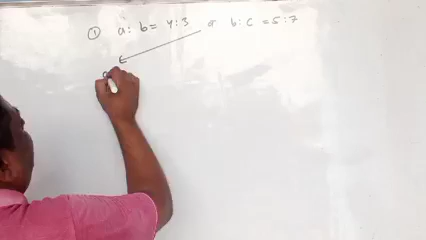 ① a: b = 4:3 or b: c = 5:7